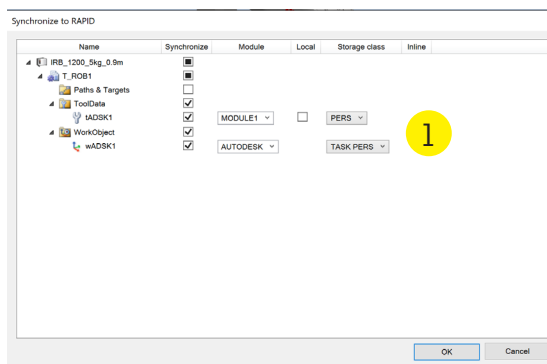 Synchronize to RAPID
Name Synchronize Module Local Storage class Inline
IRB_1200_5kg_0.9m
T_ROB1
Paths & Targets
ToolData
tADSK1 MODULE1 PERS
WorkObject
wADSK1 AUTODESK TASK PERS
1
OK Cancel